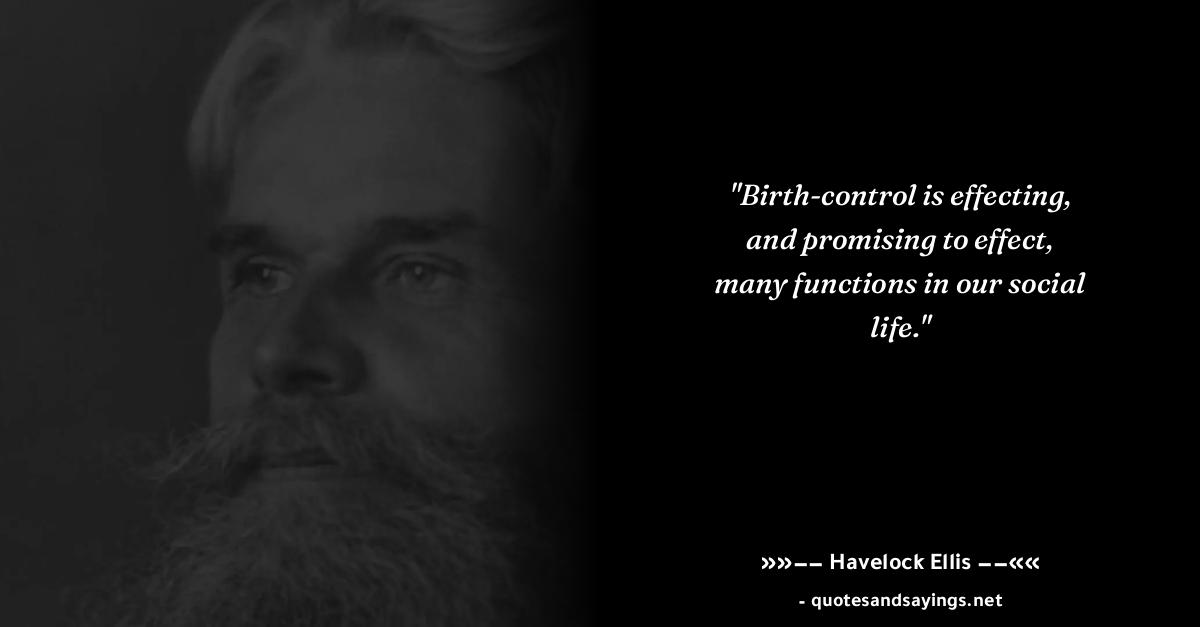 "Birth-control is effecting,
and promising to effect,
many functions in our social
life."
»»–– Havelock Ellis ––««
- quotesandsayings.net